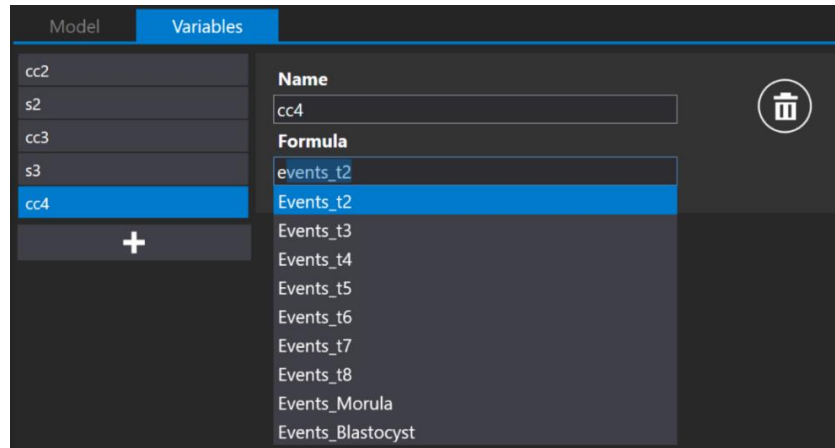 Model Variables
cc2
s2
cc3
s3
cc4
Name
cc4
Formula
events_t2
Events_t2
Events_t3
Events_t4
Events_t5
Events_t6
Events_t7
Events_t8
Events_Morula
Events_Blastocyst